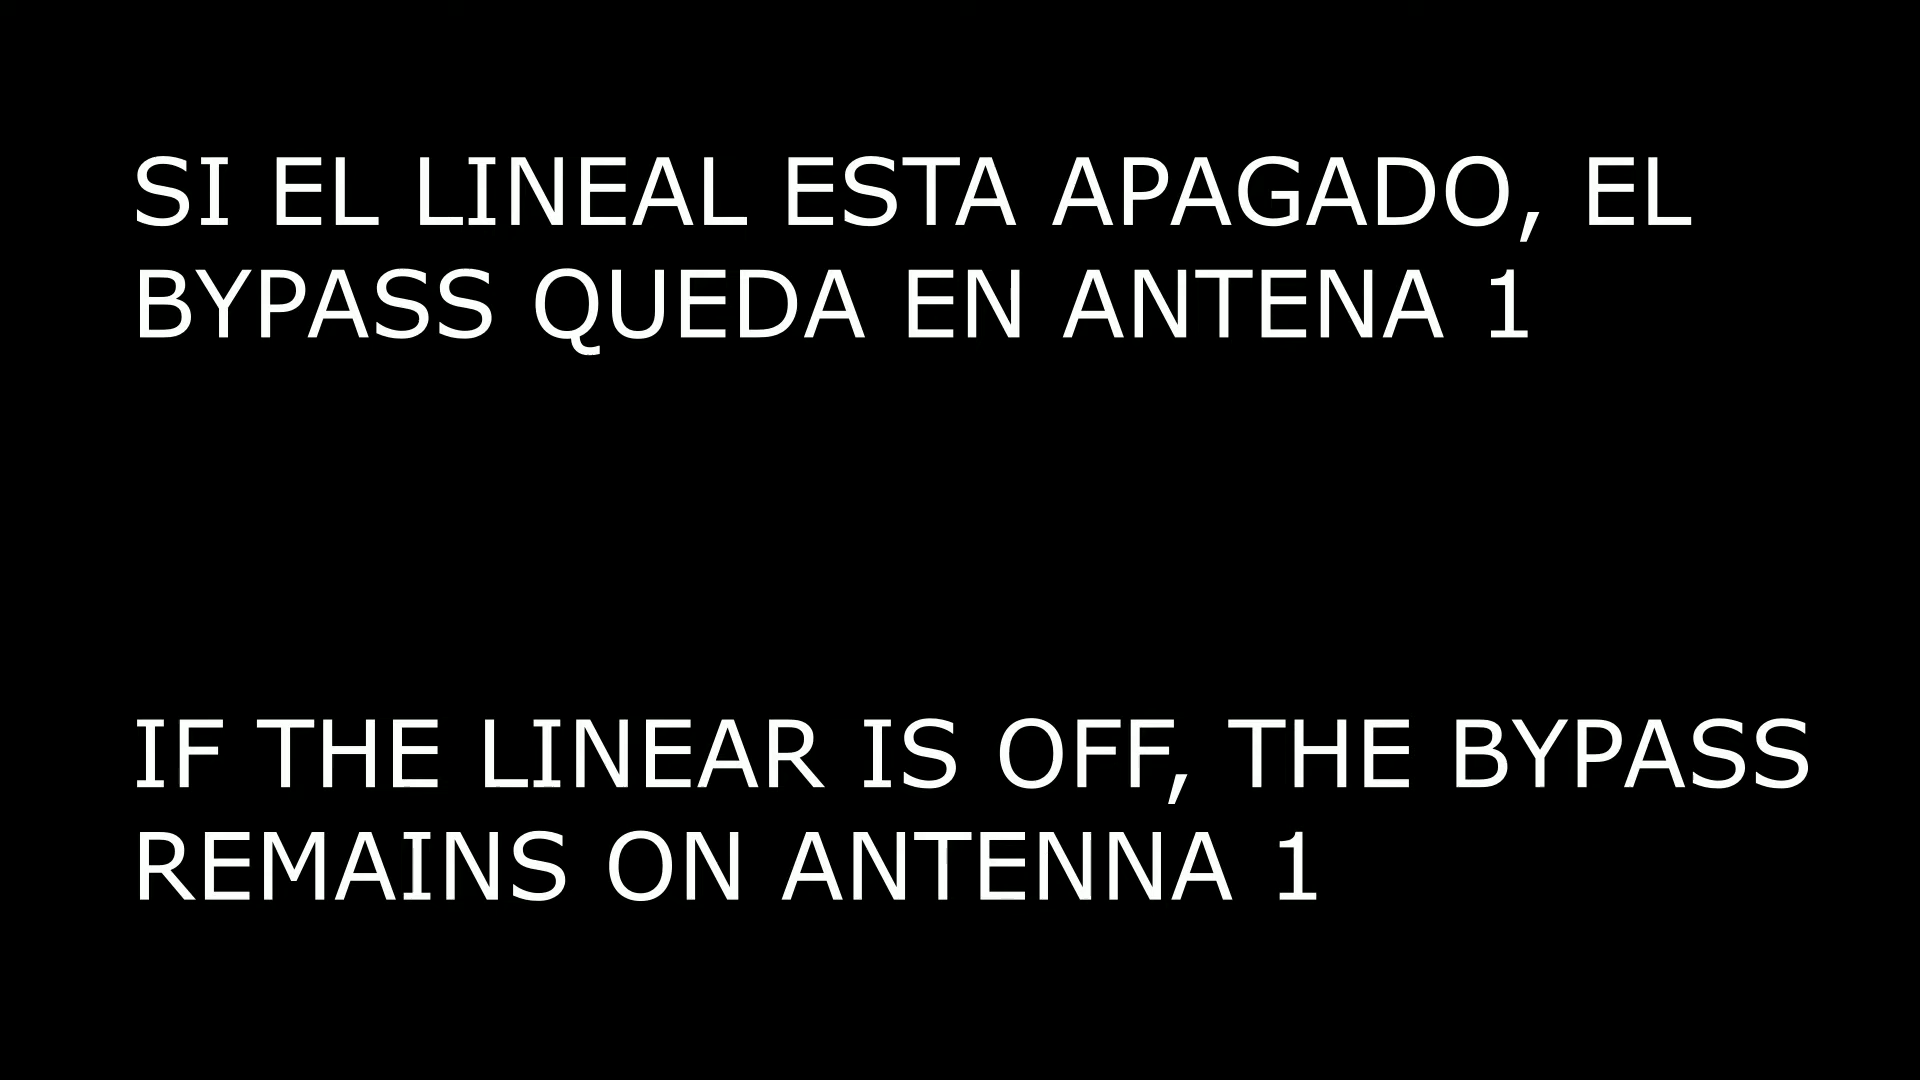 SI EL LINEAL ESTA APAGADO, EL
BYPASS QUEDA EN ANTENA 1
IF THE LINEAR IS OFF, THE BYPASS
REMAINS ON ANTENNA 1